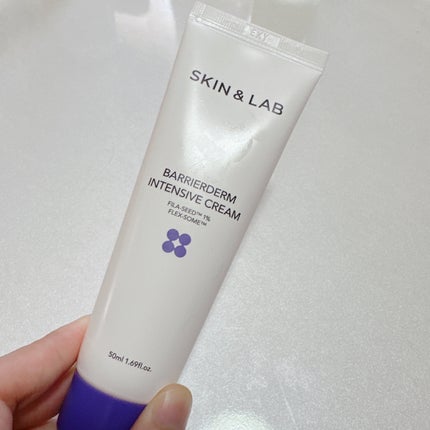 SKIN & LAB
BARRIERDERM
INTENSIVE CREAM
FILA-SEED™ 1%
FLEX-SOME™
50ml 1.69fl.oz.